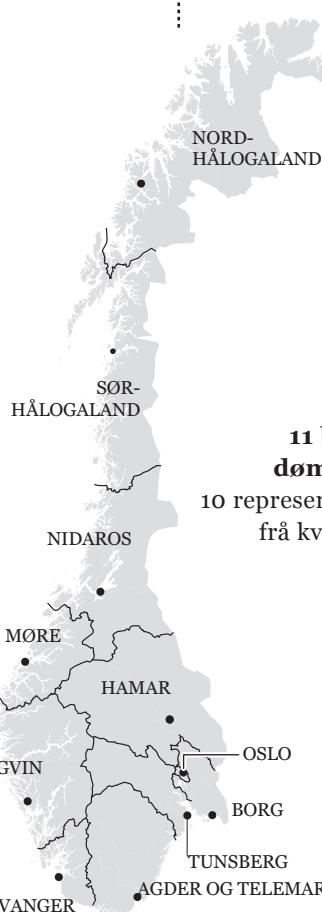 NORD-
HÅLOGALAND
SØR-
HÅLOGALAND
11
døm
10 represen
frå kv
NIDAROS
MØRE
HAMAR
OSLO
GVIN
BORG
TUNSBERG
AGDER OG TELEMAR
VANGER